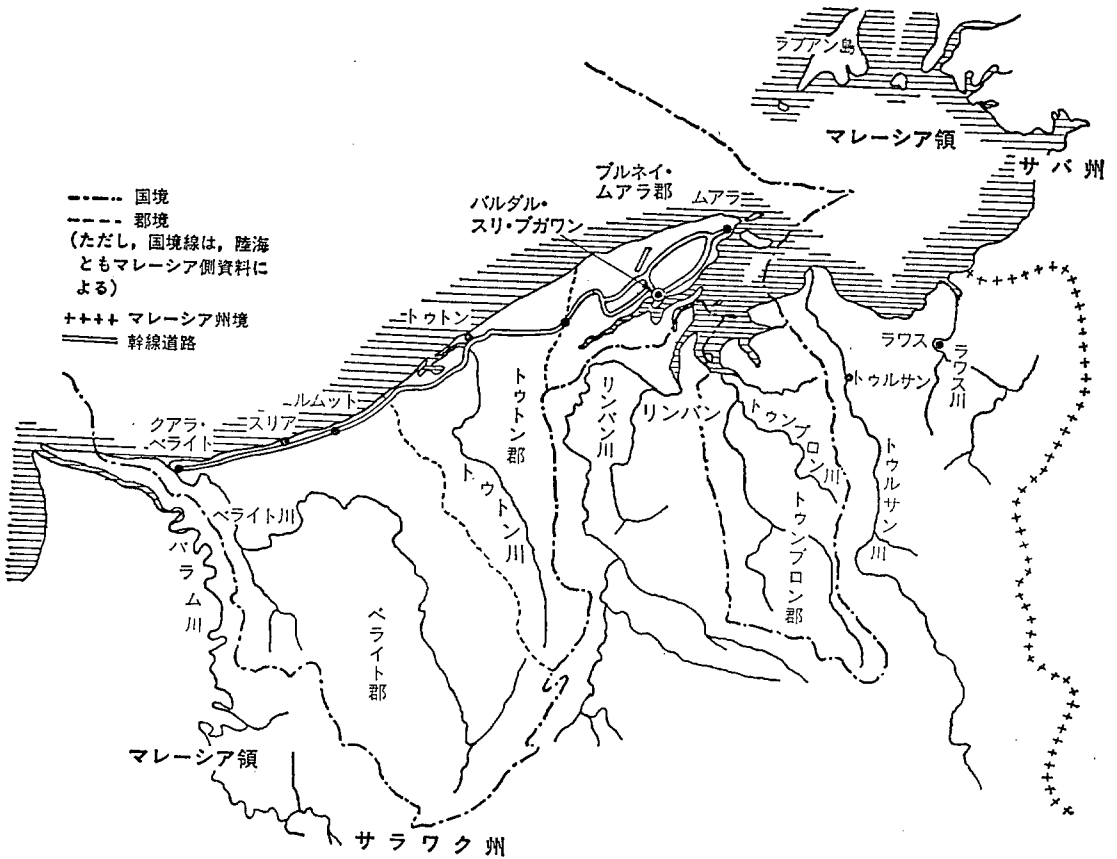 ラブアン島
マレーシア領
サバ州
ブルネイ・
ムアラ郡
ムアラ
バルダル・
スリ・ブガワン
国境
郡境
(ただし，国境線は，陸海
ともマレーシア側資料に
よる)
マレーシア州境
幹線道路
トゥトン
ルムット
スリア
クアラ・
ベライト
ラワス
ラワス川
トゥルサン
トゥトン郡
リンバン川
リンバン
トゥンブロン川
トゥルサン川
トゥトン川
ベライト川
バラム川
トゥンブロン郡
ベライト郡
マレーシア領
サラワク州